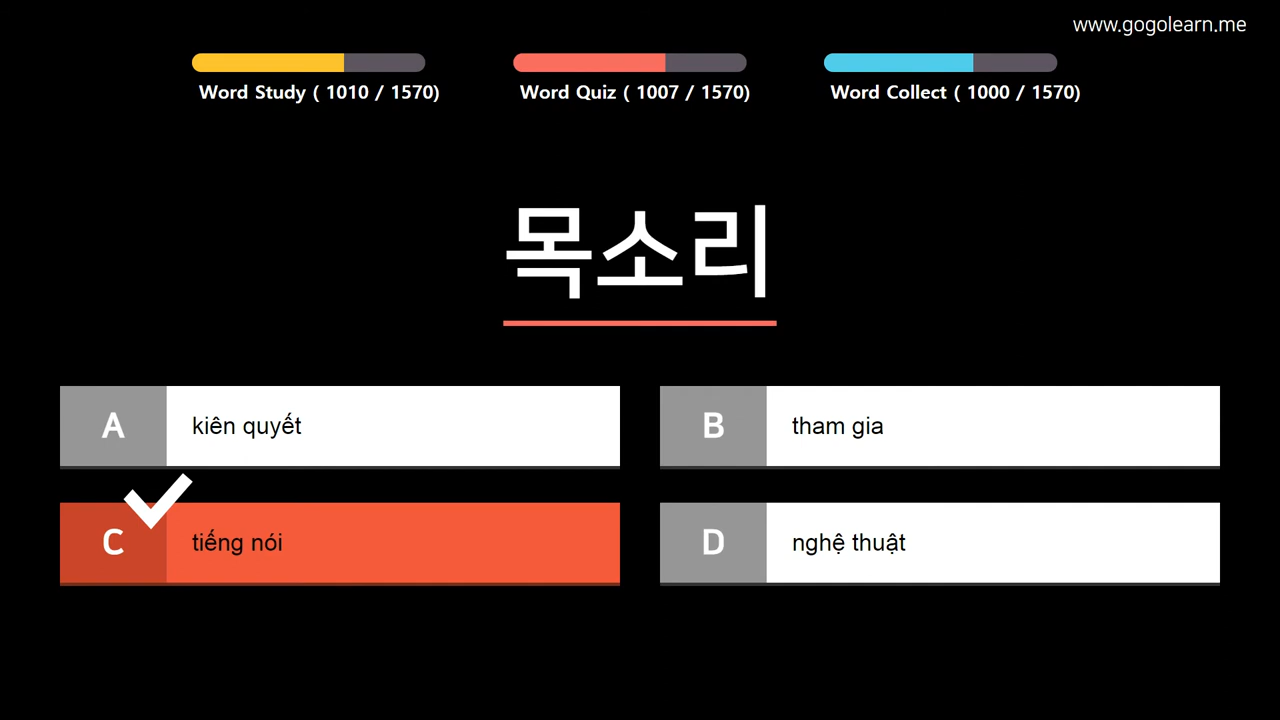 www.gogolearn.me
Word Study ( 1010 / 1570)
Word Quiz ( 1007 / 1570)
Word Collect ( 1000 / 1570)
목소리
A kiên quyết
B tham gia
C tiếng nói
D nghệ thuật